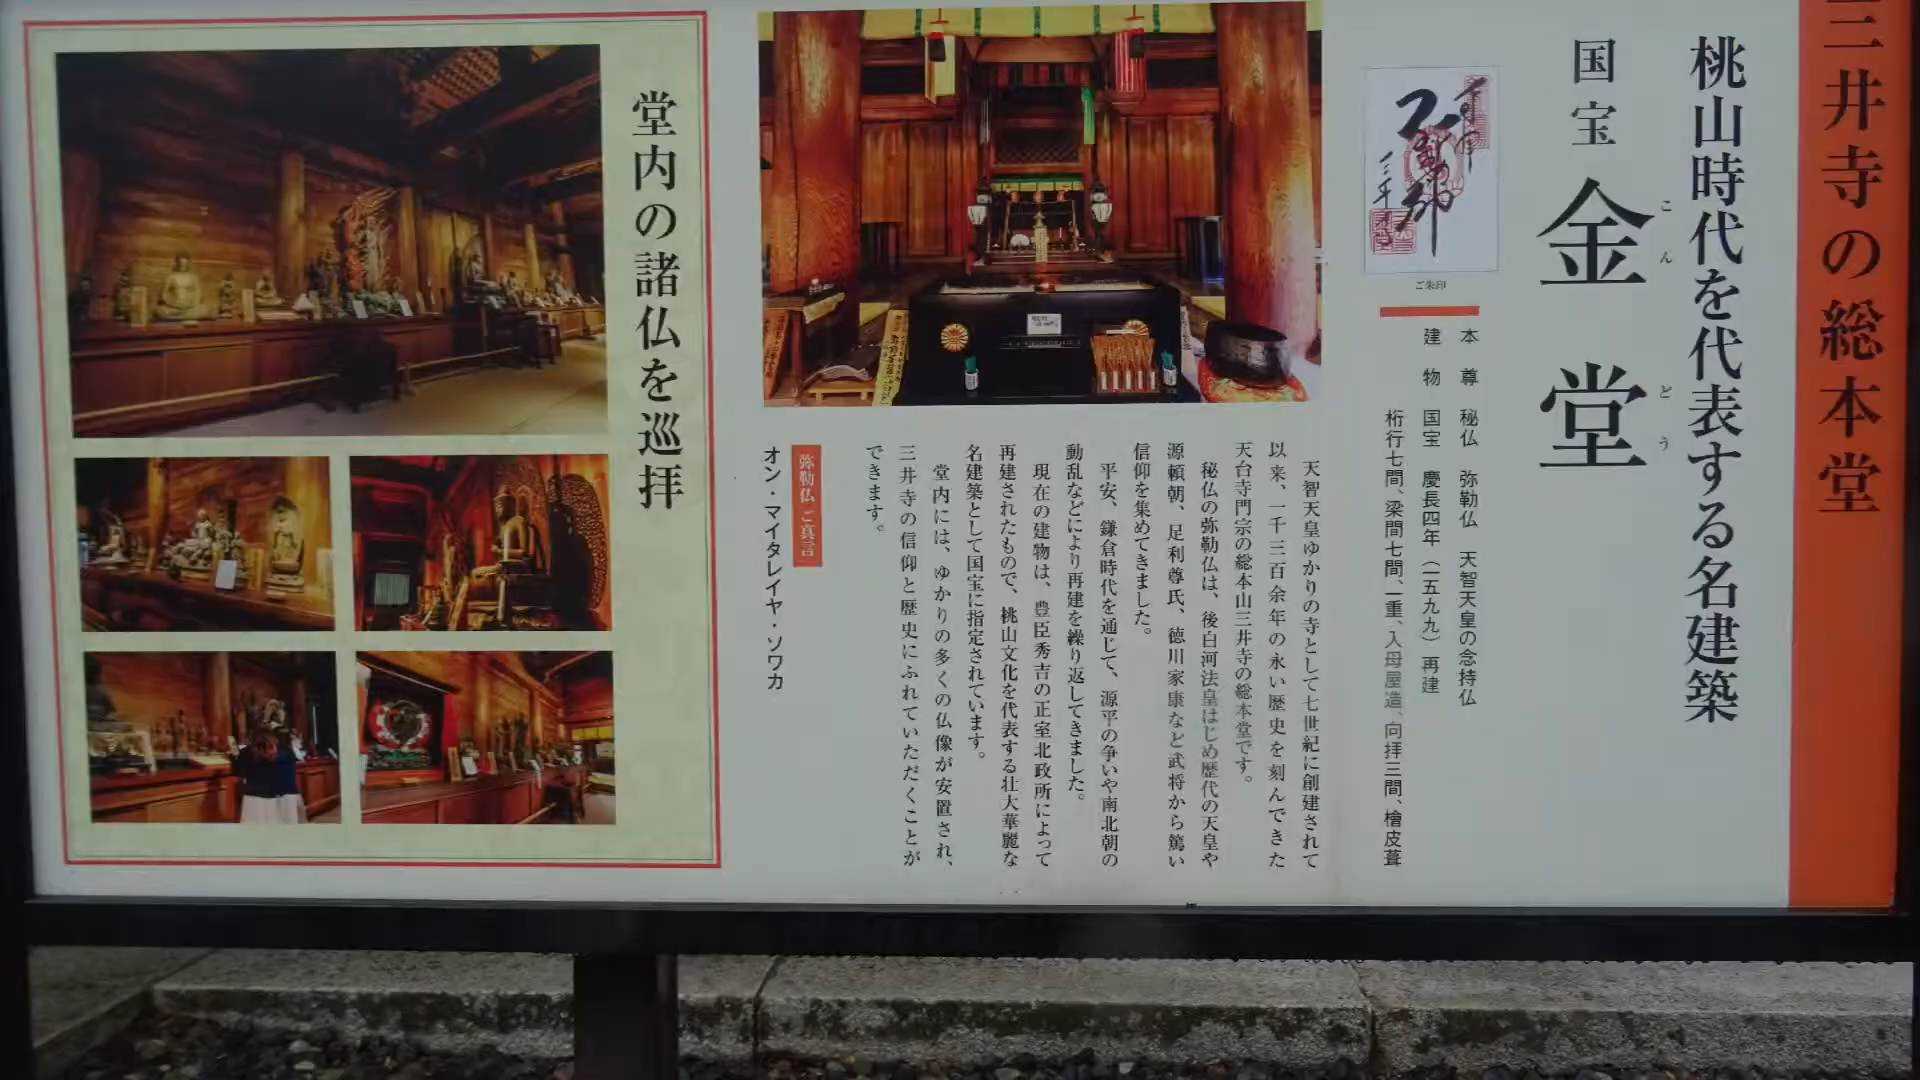 三井寺の総本堂
桃山時代を代表する名建築
国宝
金堂
こんどう
ご朱印
本尊 秘仏 弥勒仏 天智天皇の念持仏
建物 国宝 慶長四年（一五九九）再建
桁行七間、梁間七間、一重、入母屋造、向拝三間、檜皮葺
天智天皇ゆかりの寺として七世紀に創建されて
以来、一千三百余年の永い歴史を刻んできた
天台寺門宗の総本山三井寺の総本堂です。
秘仏の弥勒仏は、後白河法皇はじめ歴代の天皇や
源頼朝、足利尊氏、徳川家康など武将から篤い
信仰を集めてきました。
平安、鎌倉時代を通じて、源平の争いや南北朝の
動乱などにより再建を繰り返してきました。
現在の建物は、豊臣秀吉の正室北政所によって
再建されたもので、桃山文化を代表する壮大華麗な
名建築として国宝に指定されています。
堂内には、ゆかりの多くの仏像が安置され、
三井寺の信仰と歴史にふれていただくことが
できます。
弥勒仏 ご真言
オン・マイタレイヤ・ソワカ
堂内の諸仏を巡拝